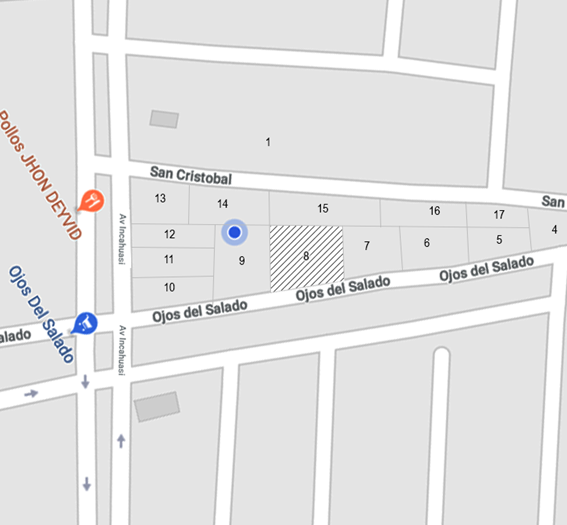 1
San Cristobal
San
Pollos JHON DEYVID
13
14
15
16
17
4
12
Av Incahuasi
11
9
8
7
6
5
10
Ojos del Salado
Ojos del Salado
Ojos del Salado
Ojos Del Salado
alado
Av Incahuasi